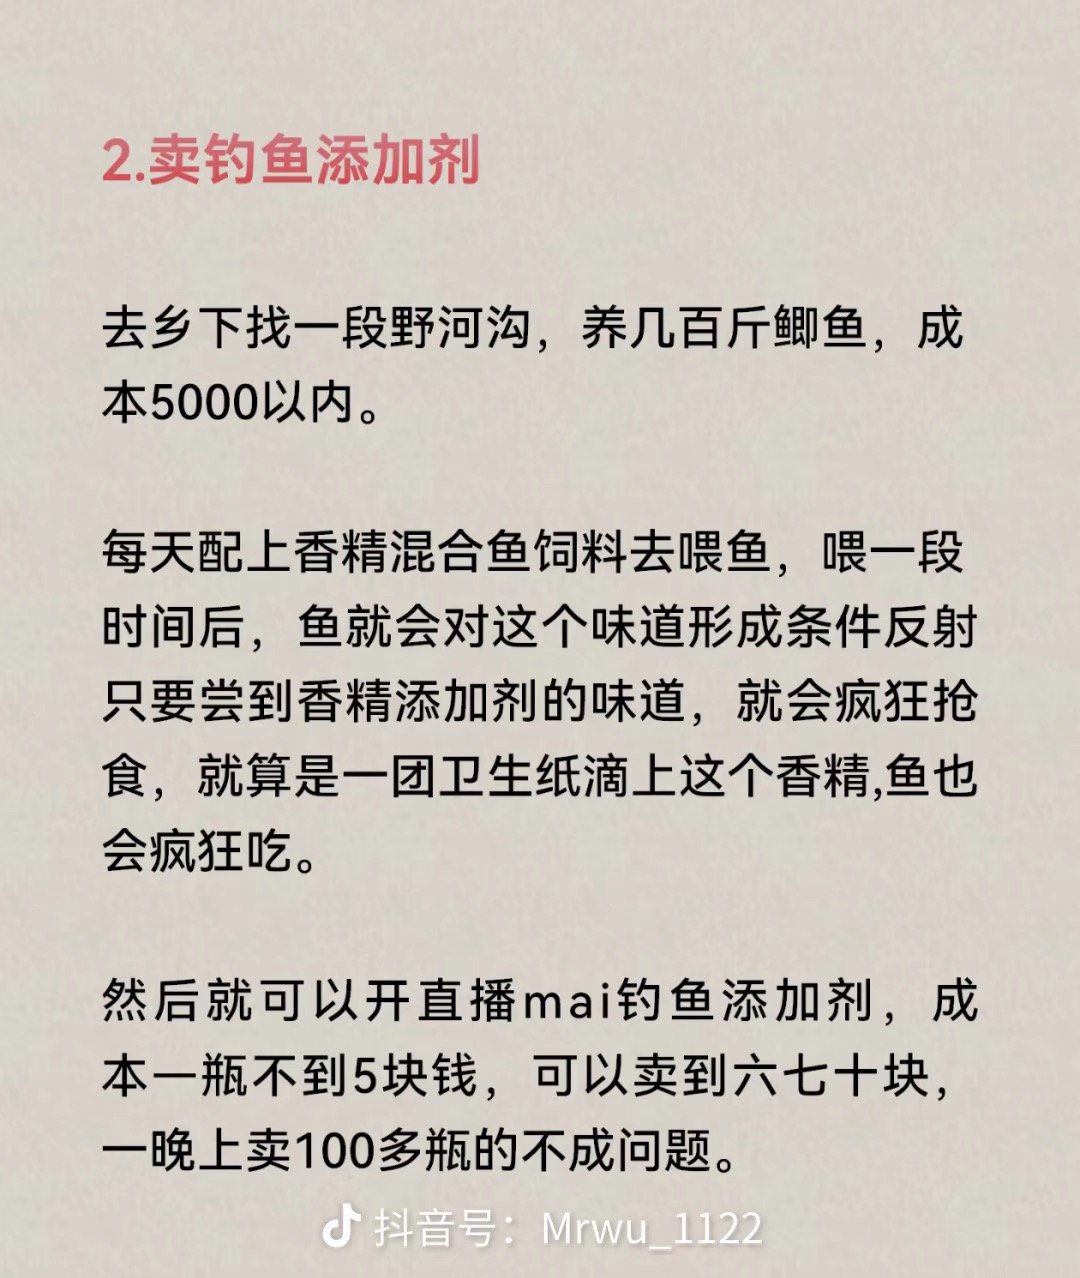 2.卖钓鱼添加剂
去乡下找一段野河沟，养几百斤鲫鱼，成
本5000以内。
每天配上香精混合鱼饲料去喂鱼，喂一段
时间后，鱼就会对这个味道形成条件反射
只要尝到香精添加剂的味道，就会疯狂抢
食，就算是一团卫生纸滴上这个香精,鱼也
会疯狂吃。
然后就可以开直播mai钓鱼添加剂，成
本一瓶不到5块钱，可以卖到六七十块，
一晚上卖100多瓶的不成问题。
抖音号：Mrwu_1122